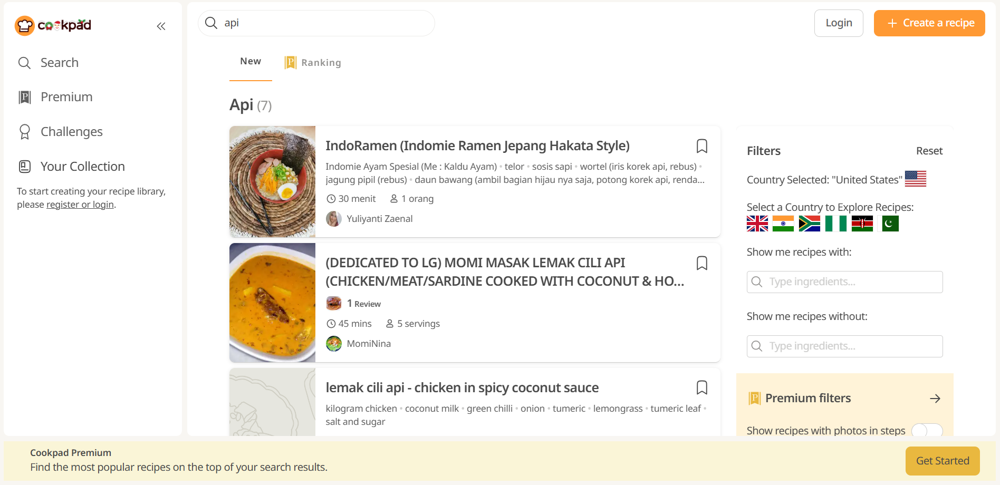 cookpad
Search
Premium
Challenges
Your Collection
To start creating your recipe library,
please register or login.
api
Login
Create a recipe
New
P Ranking
Api (7)
IndoRamen (Indomie Ramen Jepang Hakata Style)
Indomie Ayam Spesial (Me : Kaldu Ayam) • telor • sosis sapi • wortel (iris korek api, rebus) •
jagung pipil (rebus) • daun bawang (ambil bagian hijau nya saja, potong korek api, renda...
30 menit 1 orang
Yuliyanti Zaenal
(DEDICATED TO LG) MOMI MASAK LEMAK CILI API
(CHICKEN/MEAT/SARDINE COOKED WITH COCONUT & HO...
1 Review
45 mins 5 servings
MomiNina
lemak cili api - chicken in spicy coconut sauce
kilogram chicken • coconut milk • green chilli • onion • tumeric • lemongrass • tumeric leaf •
salt and sugar
Filters Reset
Country Selected: "United States"
Select a Country to Explore Recipes:
Show me recipes with:
Type ingredients...
Show me recipes without:
Type ingredients...
P Premium filters
Show recipes with photos in steps
Cookpad Premium
Find the most popular recipes on the top of your search results.
Get Started